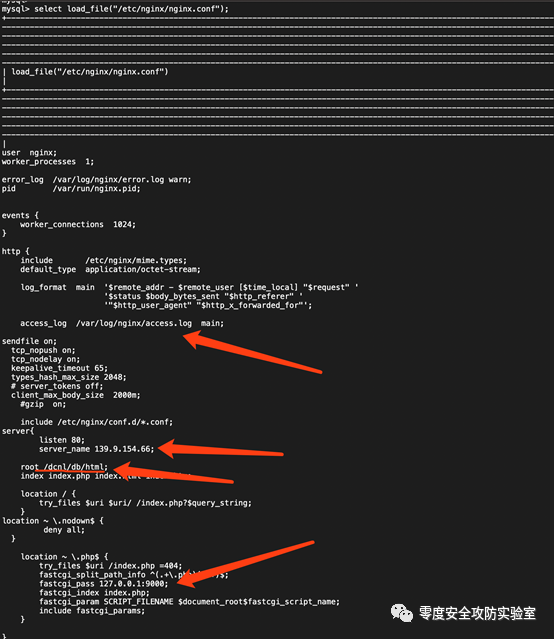 mysql>
mysql> select load_file("/etc/nginx/nginx.conf");
| load_file("/etc/nginx/nginx.conf")
|
|
user  nginx;
worker_processes  1;
error_log  /var/log/nginx/error.log warn;
pid        /var/run/nginx.pid;
events {
    worker_connections  1024;
}
http {
    include       /etc/nginx/mime.types;
    default_type  application/octet-stream;
    log_format  main  '$remote_addr - $remote_user [$time_local] "$request" '
                      '$status $body_bytes_sent "$http_referer" '
                      '"$http_user_agent" "$http_x_forwarded_for"';
    access_log  /var/log/nginx/access.log  main;
sendfile on;
  tcp_nopush on;
  tcp_nodelay on;
  keepalive_timeout 65;
  types_hash_max_size 2048;
  # server_tokens off;
  client_max_body_size  2000m;
    #gzip  on;
    include /etc/nginx/conf.d/*.conf;
server{
        listen 80;
        server_name 139.9.154.66;
    root /dcnl/db/html;
    index index.php
    location / {
        try_files $uri $uri/ /index.php?$query_string;
    }
location ~ \.nodown$ {
         deny all;
  }
    location ~ \.php$ {
        try_files $uri /index.php =404;
        fastcgi_split_path_info
        fastcgi_pass 127.0.0.1:9000;
        fastcgi_index index.php;
        fastcgi_param SCRIPT_FILENAME $document_root$fastcgi_script_name;
        include fastcgi_params;
    }
}
零度安全攻防实验室